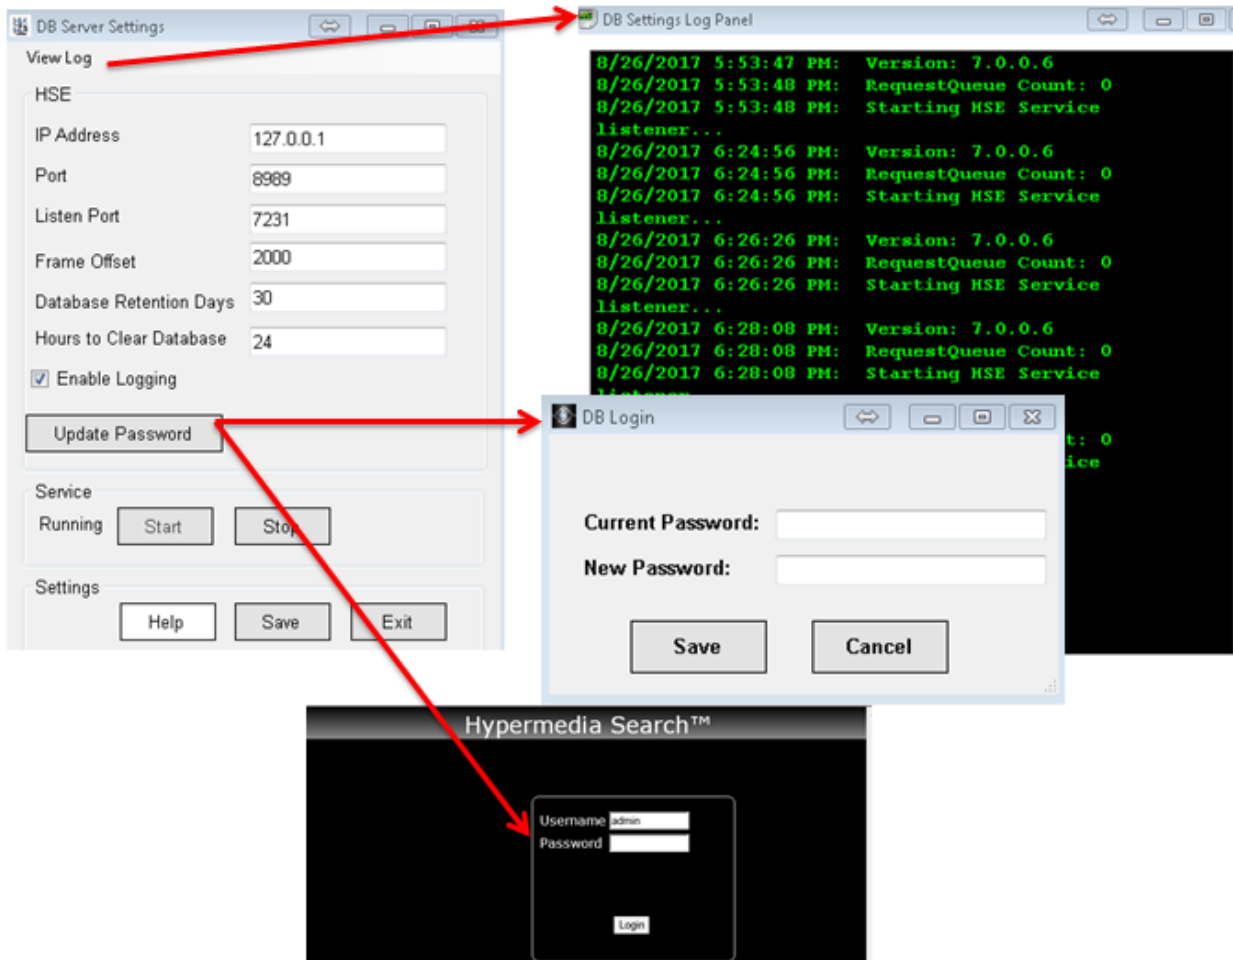 DB Server Settings
View Log
HSE
IP Address 127.0.0.1
Port 8989
Listen Port 7231
Frame Offset 2000
Database Retention Days 30
Hours to Clear Database 24
Enable Logging
Update Password
Service
Running Start Stop
Settings
Help Save Exit
DB Settings Log Panel
8/26/2017 5:53:47 PM: Version: 7.0.0.6
8/26/2017 5:53:48 PM: RequestQueue Count: 0
8/26/2017 5:53:48 PM: Starting HSE Service
listener...
8/26/2017 6:24:56 PM: Version: 7.0.0.6
8/26/2017 6:24:56 PM: RequestQueue Count: 0
8/26/2017 6:24:56 PM: Starting HSE Service
listener...
8/26/2017 6:26:26 PM: Version: 7.0.0.6
8/26/2017 6:26:26 PM: RequestQueue Count: 0
8/26/2017 6:26:26 PM: Starting HSE Service
listener...
8/26/2017 6:28:08 PM: Version: 7.0.0.6
8/26/2017 6:28:08 PM: RequestQueue Count: 0
8/26/2017 6:28:08 PM: Starting HSE Service
t: 0
ice
DB Login
Current Password:
New Password:
Save Cancel
Hypermedia Search™
Username admin
Password
Login